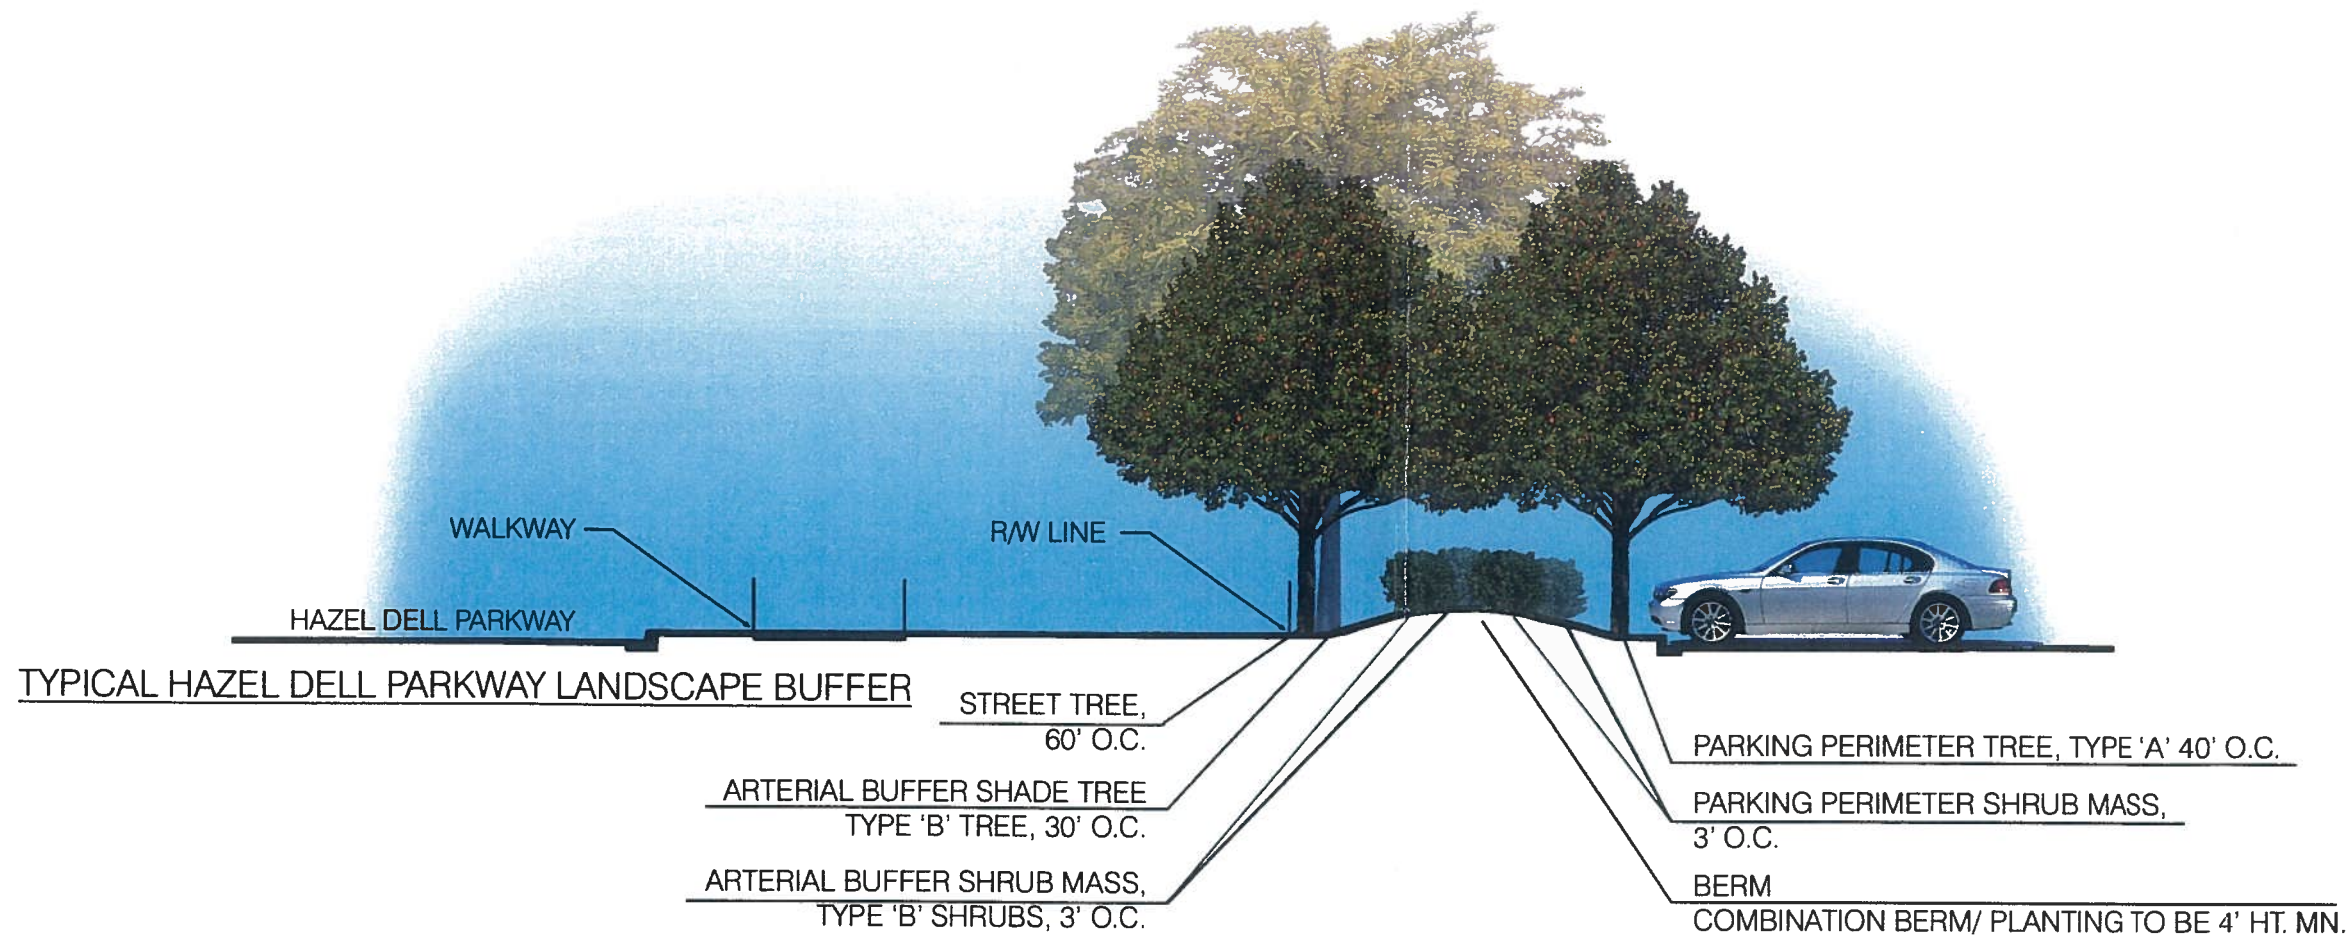 WALKWAY
R/W LINE
HAZEL DELL PARKWAY
TYPICAL HAZEL DELL PARKWAY LANDSCAPE BUFFER
STREET TREE,
60' O.C.
ARTERIAL BUFFER SHADE TREE
TYPE 'B' TREE, 30' O.C.
ARTERIAL BUFFER SHRUB MASS,
TYPE 'B' SHRUBS, 3' O.C.
PARKING PERIMETER TREE, TYPE 'A' 40' O.C.
PARKING PERIMETER SHRUB MASS,
3' O.C.
BERM
COMBINATION BERM/ PLANTING TO BE 4' HT. MN.